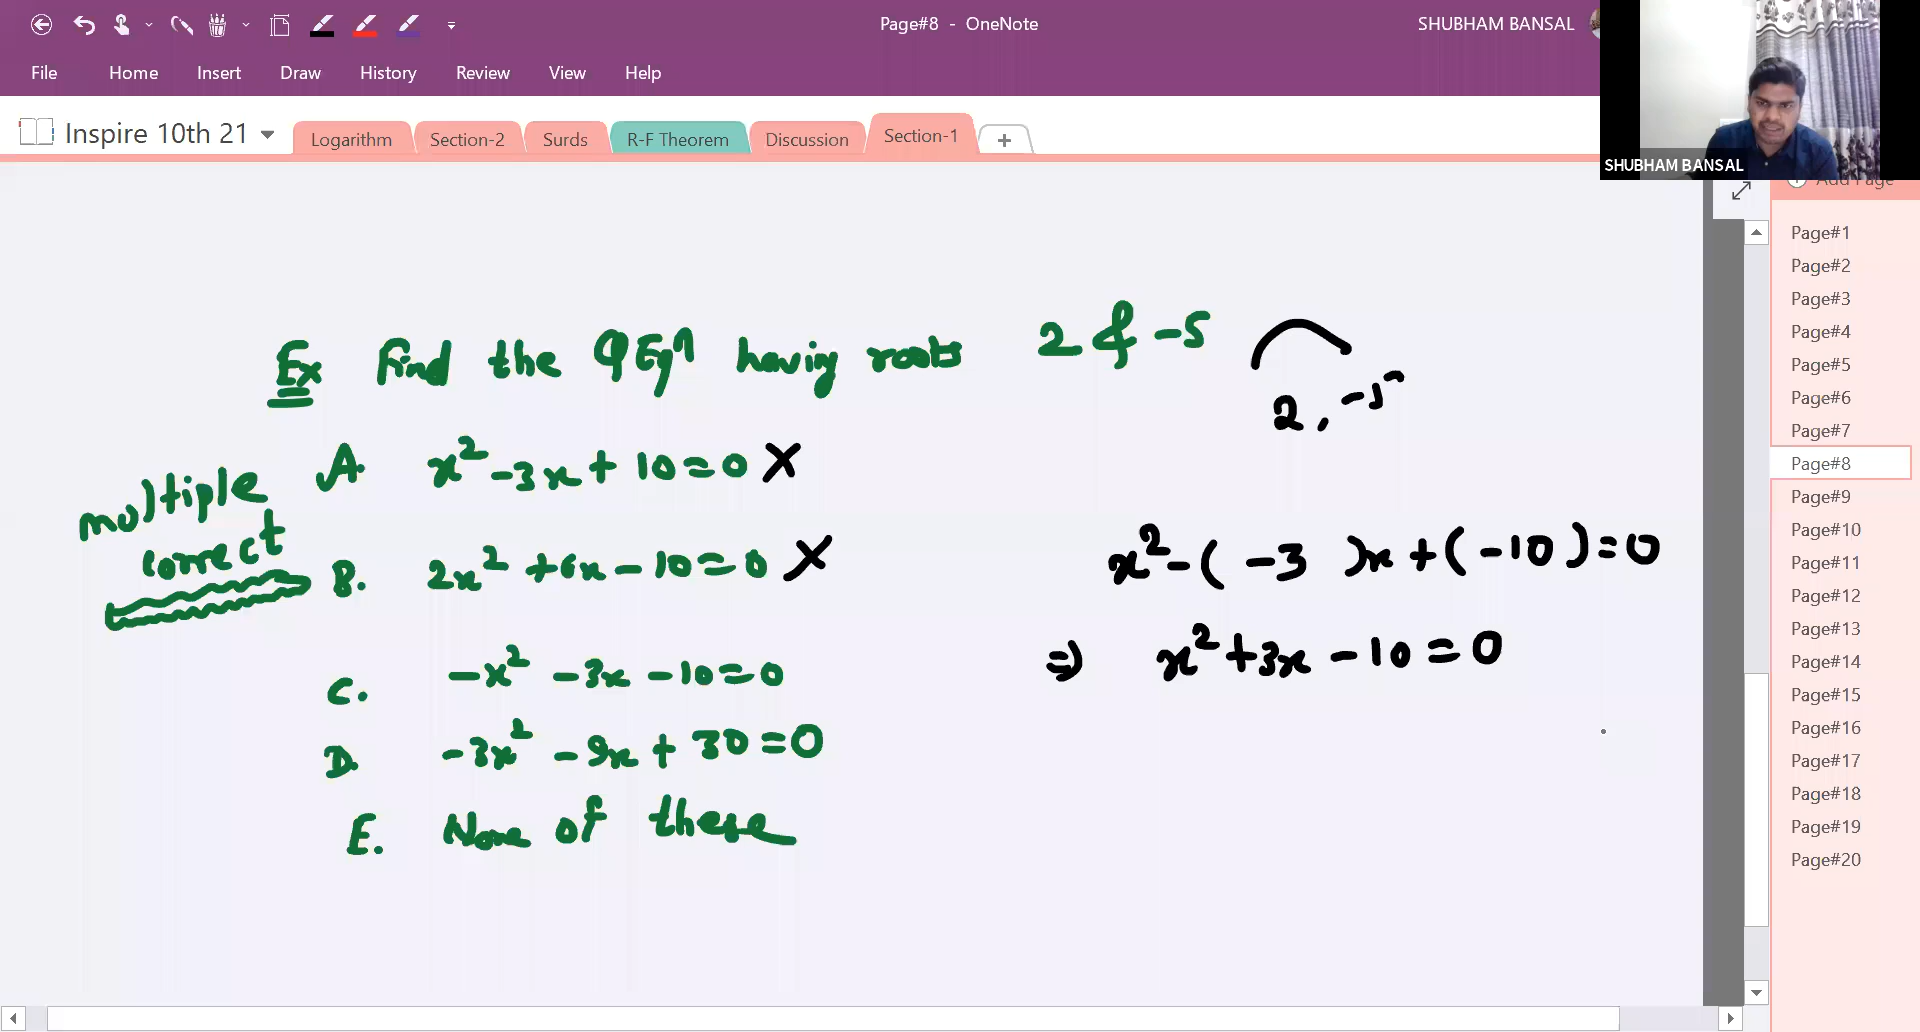 Page#8 - OneNote
SHUBHAM BANSAL
File Home Insert Draw History Review View Help
SHUBHAM BANSAL
Inspire 10th 21
Logarithm Section-2 Surds R-F Theorem Discussion Section-1 +
Add Page
Page#1
Page#2
Page#3
Page#4
Page#5
Page#6
Page#7
Page#8
Page#9
Page#10
Page#11
Page#12
Page#13
Page#14
Page#15
Page#16
Page#17
Page#18
Page#19
Page#20
Ex Find the QEqⁿ having roots 2 & -5
2, -5
multiple
correct
A. x² -3x + 10 = 0 X
B. 2x² + 6x - 10 = 0 X
C. -x² - 3x - 10 = 0
D. -3x² - 9x + 30 = 0
E. None of these
x² - ( -3 )x + ( -10 ) = 0
⇒ x² + 3x - 10 = 0